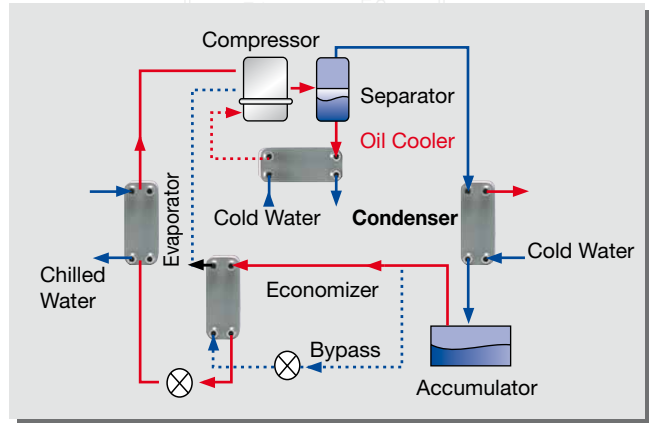 Compressor
Separator
Oil Cooler
Evaporator
Cold Water
Condenser
Cold Water
Chilled
Water
Economizer
Bypass
Accumulator